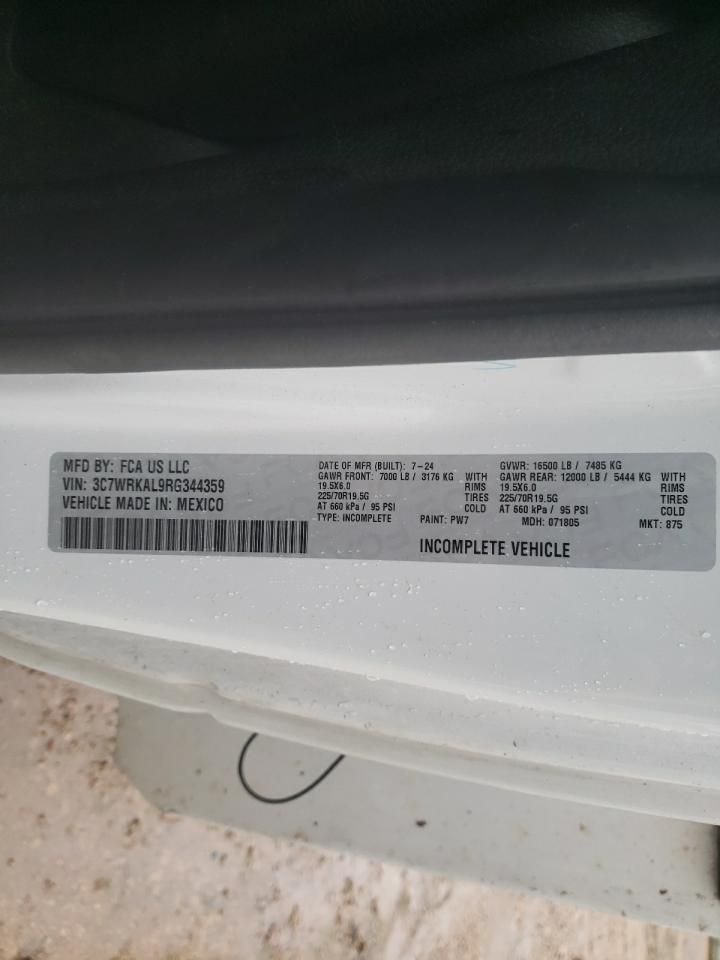 MFD BY: FCA US LLC
VIN: 3C7WRKAL9RG344359
VEHICLE MADE IN: MEXICO
DATE OF MFR (BUILT): 7-24
GAWR FRONT: 7000 LB / 3176 KG WITH
19.5X6.0 RIMS
225/70R19.5G TIRES
AT 660 kPa / 95 PSI COLD
TYPE: INCOMPLETE PAINT: PW7
GVWR: 16500 LB / 7485 KG
GAWR REAR: 12000 LB / 5444 KG WITH
19.5X6.0 RIMS
225/70R19.5G TIRES
AT 660 kPa / 95 PSI COLD
MDH: 071805 MKT: 875
INCOMPLETE VEHICLE